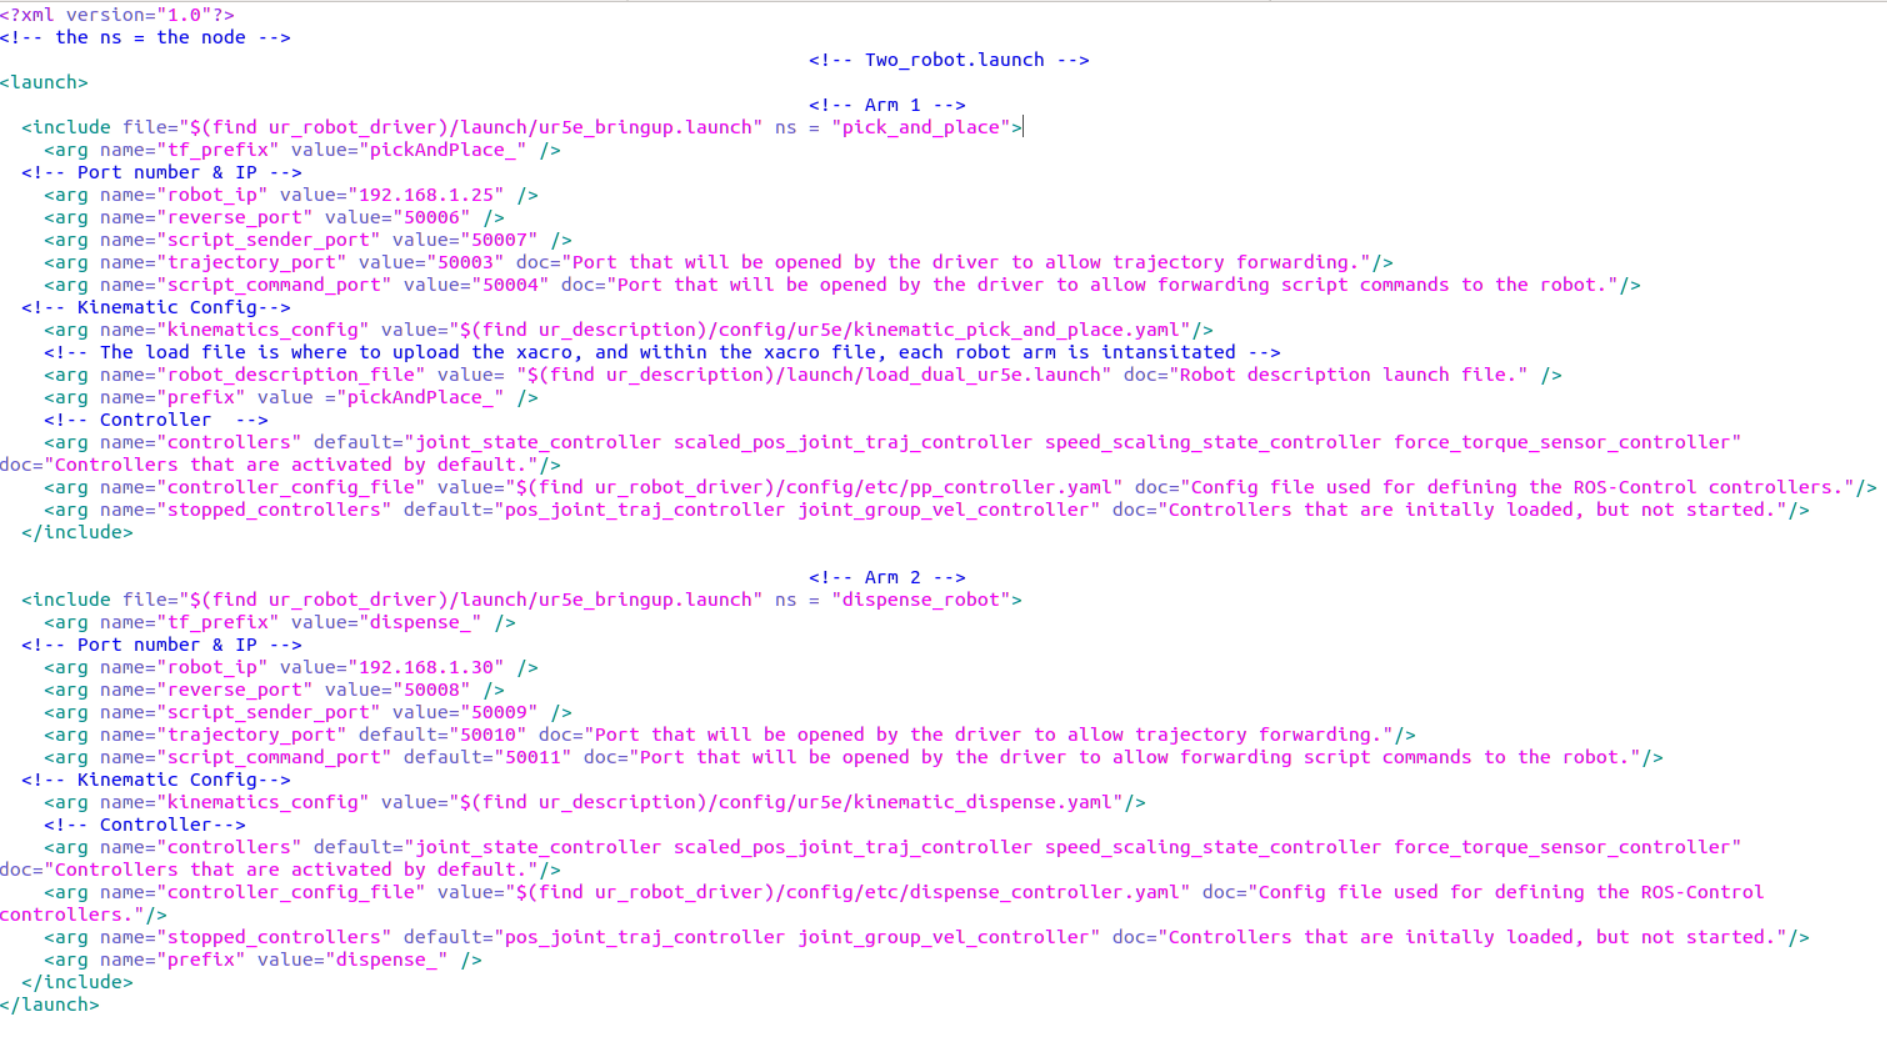 <?xml version="1.0"?>
<!-- the ns = the node -->
<!-- Two_robot.launch -->
<launch>
<!-- Arm 1 -->
<include file="$(find ur_robot_driver)/launch/ur5e_bringup.launch" ns = "pick_and_place">
<arg name="tf_prefix" value="pickAndPlace_" />
<!-- Port number & IP -->
<arg name="robot_ip" value="192.168.1.25" />
<arg name="reverse_port" value="50006" />
<arg name="script_sender_port" value="50007" />
<arg name="trajectory_port" value="50003" doc="Port that will be opened by the driver to allow trajectory forwarding."/>
<arg name="script_command_port" value="50004" doc="Port that will be opened by the driver to allow forwarding script commands to the robot."/>
<!-- Kinematic Config-->
<arg name="kinematics_config" value="$(find ur_description)/config/ur5e/kinematic_pick_and_place.yaml"/>
<!-- The load file is where to upload the xacro, and within the xacro file, each robot arm is intansitated -->
<arg name="robot_description_file" value= "$(find ur_description)/launch/load_dual_ur5e.launch" doc="Robot description launch file." />
<arg name="prefix" value ="pickAndPlace_" />
<!-- Controller  -->
<arg name="controllers" default="joint_state_controller scaled_pos_joint_traj_controller speed_scaling_state_controller force_torque_sensor_controller"
doc="Controllers that are activated by default."/>
<arg name="controller_config_file" value="$(find ur_robot_driver)/config/etc/pp_controller.yaml" doc="Config file used for defining the ROS-Control controllers."/>
<arg name="stopped_controllers" default="pos_joint_traj_controller joint_group_vel_controller" doc="Controllers that are initally loaded, but not started."/>
</include>
<!-- Arm 2 -->
<include file="$(find ur_robot_driver)/launch/ur5e_bringup.launch" ns = "dispense_robot">
<arg name="tf_prefix" value="dispense_" />
<!-- Port number & IP -->
<arg name="robot_ip" value="192.168.1.30" />
<arg name="reverse_port" value="50008" />
<arg name="script_sender_port" value="50009" />
<arg name="trajectory_port" default="50010" doc="Port that will be opened by the driver to allow trajectory forwarding."/>
<arg name="script_command_port" default="50011" doc="Port that will be opened by the driver to allow forwarding script commands to the robot."/>
<!-- Kinematic Config-->
<arg name="kinematics_config" value="$(find ur_description)/config/ur5e/kinematic_dispense.yaml"/>
<!-- Controller-->
<arg name="controllers" default="joint_state_controller scaled_pos_joint_traj_controller speed_scaling_state_controller force_torque_sensor_controller"
doc="Controllers that are activated by default."/>
<arg name="controller_config_file" value="$(find ur_robot_driver)/config/etc/dispense_controller.yaml" doc="Config file used for defining the ROS-Control
controllers."/>
<arg name="stopped_controllers" default="pos_joint_traj_controller joint_group_vel_controller" doc="Controllers that are initally loaded, but not started."/>
<arg name="prefix" value="dispense_" />
</include>
</launch>